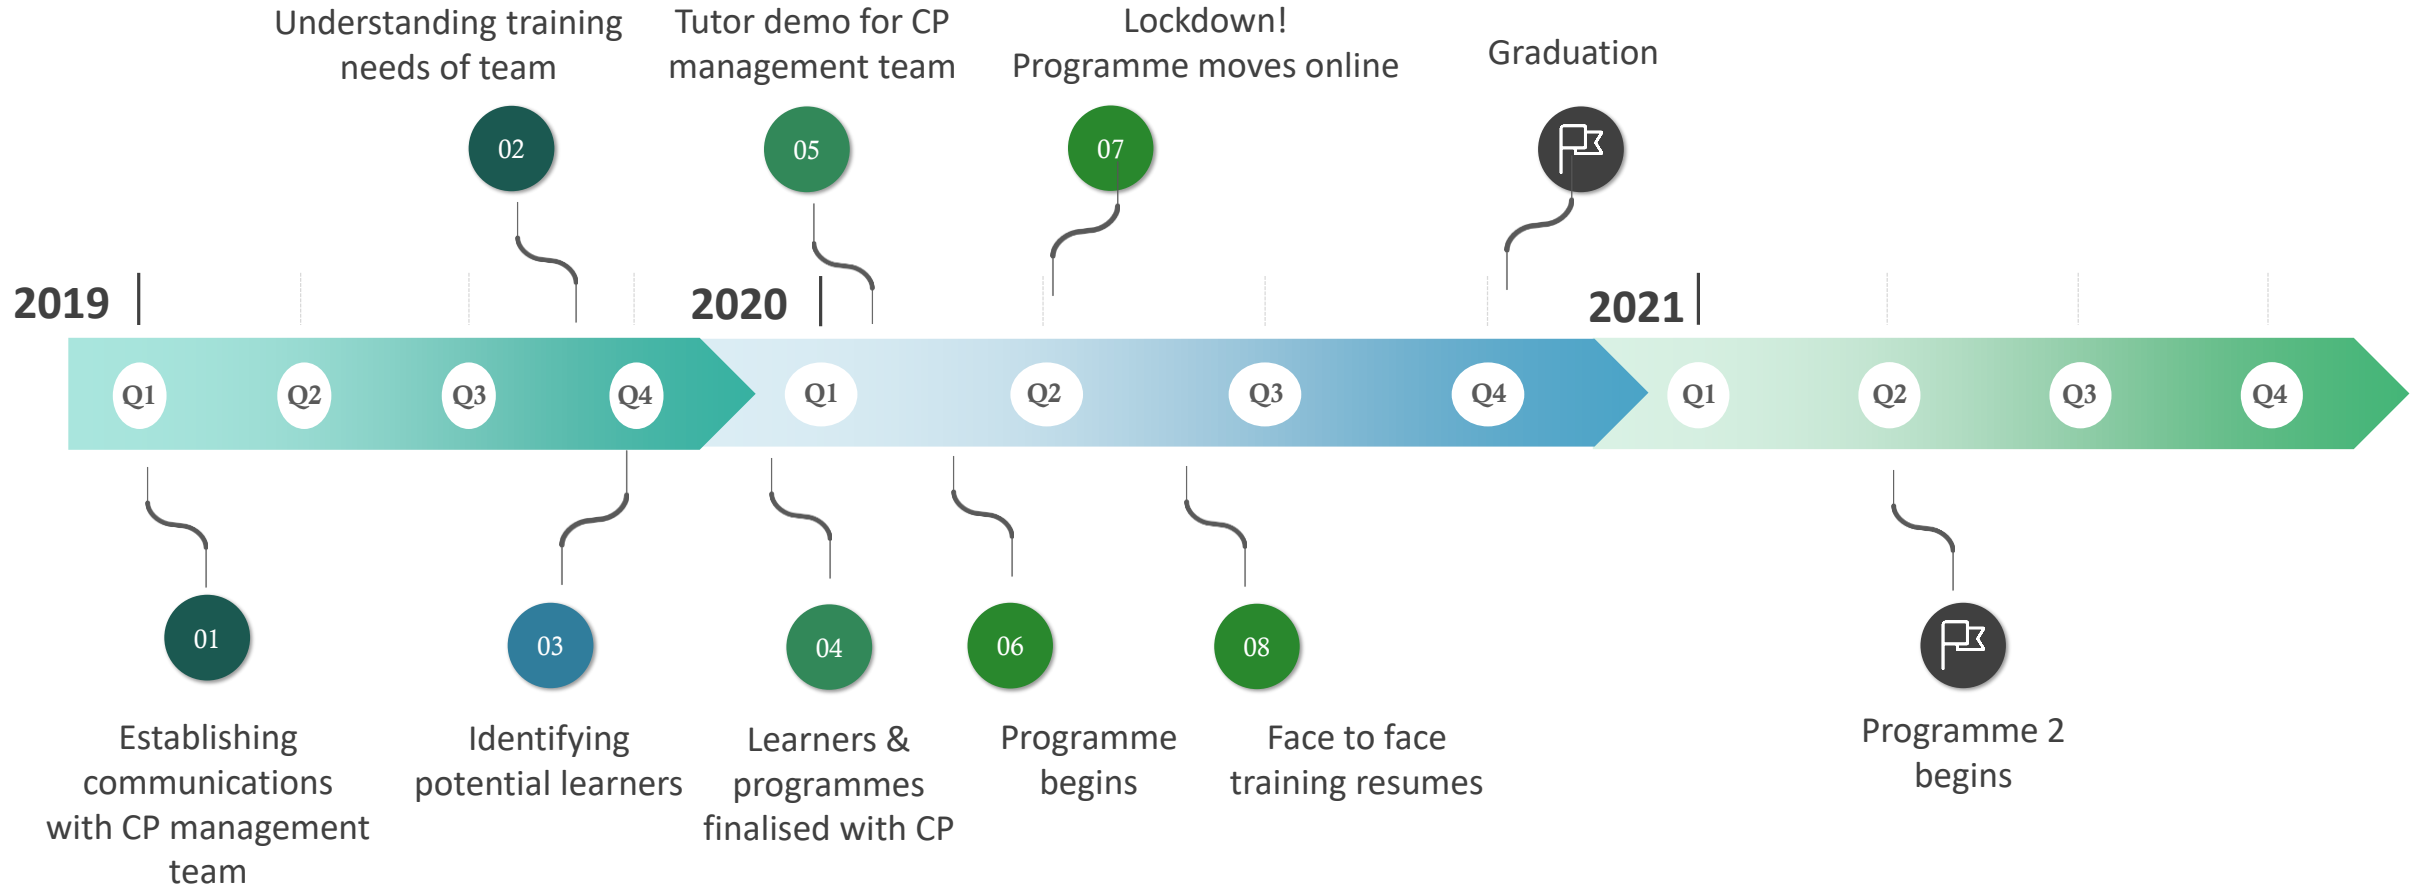 Understanding training
needs of team
Tutor demo for CP
management team
Lockdown!
Programme moves online
Graduation
02
05
07
2019
2020
2021
Q1
Q2
Q3
Q4
Q1
Q2
Q3
Q4
Q1
Q2
Q3
Q4
01
03
04
06
08
Establishing
communications
with CP management
team
Identifying
potential learners
Learners &
programmes
finalised with CP
Programme
begins
Face to face
training resumes
Programme 2
begins